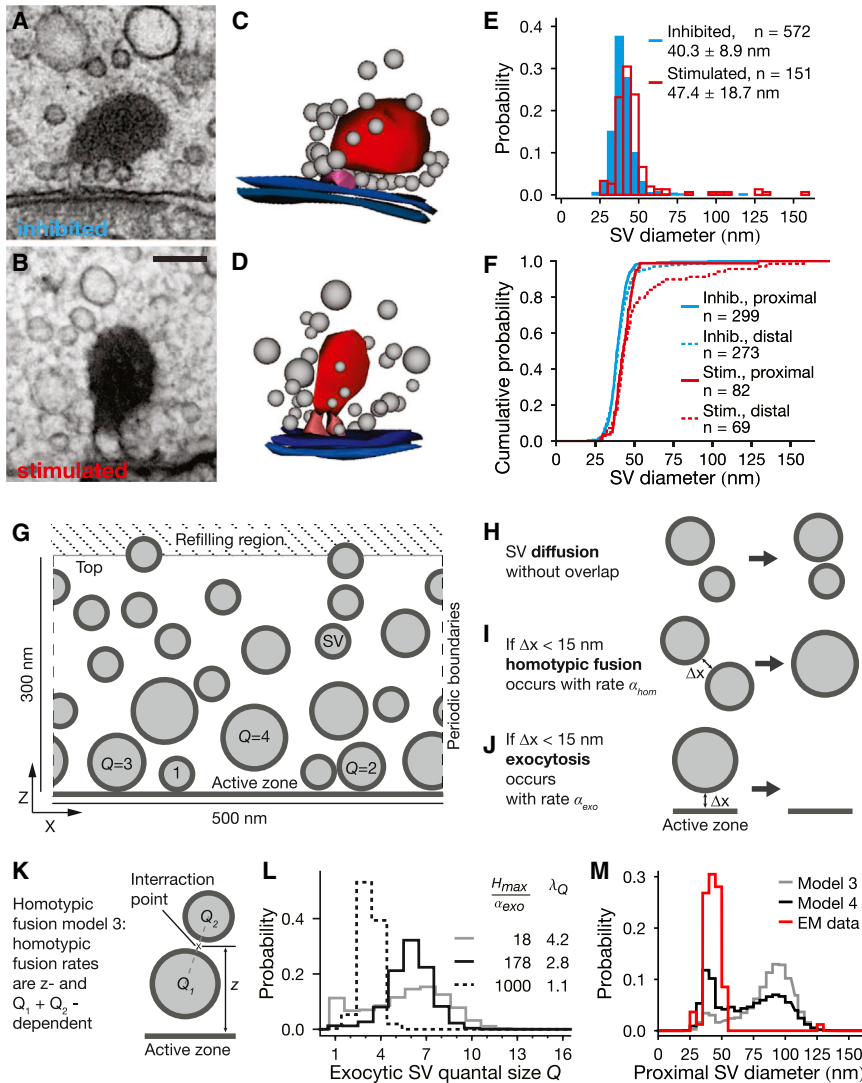 A
inhibited
B
stimulated
C
D
E
Probability
0.4
0.3
0.2
0.1
0.0
Inhibited, n = 572
40.3 ± 8.9 nm
Stimulated, n = 151
47.4 ± 18.7 nm
0 25 50 75 100 125 150
SV diameter (nm)
F
Cumulative probability
1.0
0.8
0.6
0.4
0.2
0.0
Inhib., proximal
n = 299
Inhib., distal
n = 273
Stim., proximal
n = 82
Stim., distal
n = 69
0 25 50 75 100 125 150
SV diameter (nm)
G
Refilling region
Top
300 nm
SV
Q=4
Q=3
1
Q=2
Active zone
Periodic boundaries
Z
X
500 nm
H
SV diffusion
without overlap
I
If Δx < 15 nm
homotypic fusion
occurs with rate αhom
Δx
J
If Δx < 15 nm
exocytosis
occurs
with rate αexo
Δx
Active zone
K
Homotypic
fusion model 3:
homotypic
fusion rates
are z- and
Q1 + Q2 -
dependent
Interraction
point
Q2
x
Q1
z
Active zone
L
Probability
0.4
0.2
0.0
Hmax
αexo
λQ
18 4.2
178 2.8
1000 1.1
1 4 7 10 13 16
Exocytic SV quantal size Q
M
Probability
0.3
0.2
0.1
0.0
Model 3
Model 4
EM data
0 25 50 75 100 125 150
Proximal SV diameter (nm)